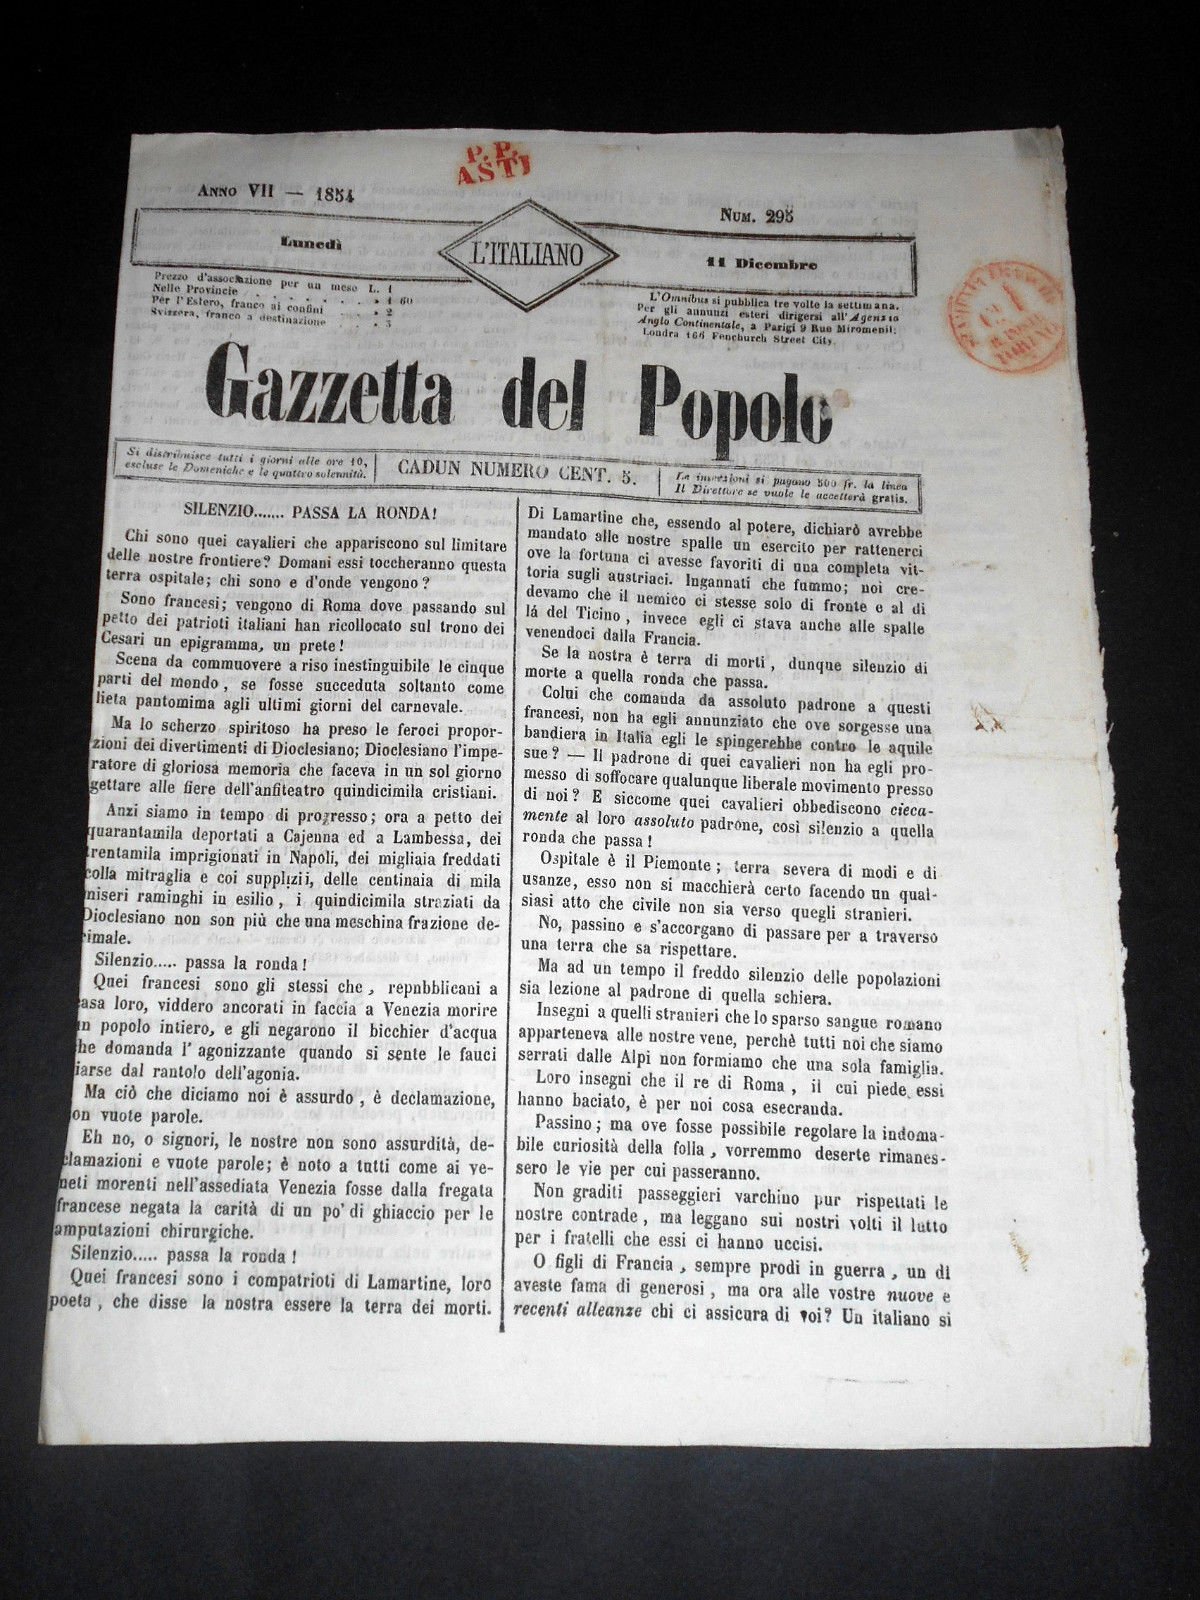 P. P.
ASTI
ANNO VII — 1854
NUM. 295
Lunedì
L'ITALIANO
11 Dicembre
Prezzo d'associazione per un mese L. 1
Nelle Provincie . . . . . . . » 1 60
Per l'Estero, franco ai confini . . » 2
Svizzera, franco a destinazione . . . » 3
L'Omnibus si pubblica tre volte la settimana.
Per gli annunzi esteri dirigersi all'Agenzia
Anglo Continentale, a Parigi 9 Rue Miromenil;
Londra 166 Fenchurch Street City.
TORINO
Gazzetta del Popolo
Si distribuisce tutti i giorni alle ore 10,
escluse le Domeniche e le quattro solennità.
CADUN NUMERO CENT. 5.
Le inserzioni si pagano 500 fr. la linea
Il Direttore se vuole le accetterà gratis.
SILENZIO....... PASSA LA RONDA!
Chi sono quei cavalieri che appariscono sul limitare
delle nostre frontiere? Domani essi toccheranno questa
terra ospitale; chi sono e d'onde vengono?
Sono francesi; vengono di Roma dove passando sul
petto dei patrioti italiani han ricollocato sul trono dei
Cesari un epigramma, un prete!
Scena da commuovere a riso inestinguibile le cinque
parti del mondo, se fosse succeduta soltanto come
lieta pantomima agli ultimi giorni del carnevale.
Ma lo scherzo spiritoso ha preso le feroci propor-
zioni dei divertimenti di Dioclesiano; Dioclesiano l'impe-
ratore di gloriosa memoria che faceva in un sol giorno
gettare alle fiere dell'anfiteatro quindicimila cristiani.
Anzi siamo in tempo di progresso; ora a petto dei
quarantamila deportati a Cajenna ed a Lambessa, dei
trentamila imprigionati in Napoli, dei migliaia freddati
colla mitraglia e coi supplizii, delle centinaia di mila
miseri raminghi in esilio, i quindicimila straziati da
Dioclesiano non son più che una meschina frazione de-
cimale.
Silenzio..... passa la ronda!
Quei francesi sono gli stessi che, repnbblicani a
casa loro, viddero ancorati in faccia a Venezia morire
un popolo intiero, e gli negarono il bicchier d'acqua
che domanda l'agonizzante quando si sente le fauci
iarse dal rantolo dell'agonia.
Ma ciò che diciamo noi è assurdo, è declamazione,
on vuote parole.
Eh no, o signori, le nostre non sono assurdità, de-
clamazioni e vuote parole; è noto a tutti come ai ve-
neti morenti nell'assediata Venezia fosse dalla fregata
francese negata la carità di un po' di ghiaccio per le
amputazioni chirurgiche.
Silenzio..... passa la ronda!
Quei francesi sono i compatrioti di Lamartine, loro
poeta, che disse la nostra essere la terra dei morti.
Di Lamartine che, essendo al potere, dichiarò avrebbe
mandato alle nostre spalle un esercito per rattenerci
ove la fortuna ci avesse favoriti di una completa vit-
toria sugli austriaci. Ingannati che fummo; noi cre-
devamo che il nemico ci stesse solo di fronte e al di
là del Ticino, invece egli ci stava anche alle spalle
venendoci dalla Francia.
Se la nostra è terra di morti, dunque silenzio di
morte a quella ronda che passa.
Colui che comanda da assoluto padrone a questi
francesi, non ha egli annunziato che ove sorgesse una
bandiera in Italia egli le spingerebbe contro le aquile
sue? — Il padrone di quei cavalieri non ha egli pro-
messo di soffocare qualunque liberale movimento presso
di noi? E siccome quei cavalieri obbediscono cieca-
mente al loro assoluto padrone, così silenzio a quella
ronda che passa!
Ospitale è il Piemonte; terra severa di modi e di
usanze, esso non si macchierà certo facendo un qual-
siasi atto che civile non sia verso quegli stranieri.
No, passino e s'accorgano di passare per a traverso
una terra che sa rispettare.
Ma ad un tempo il freddo silenzio delle popolazioni
sia lezione al padrone di quella schiera.
Insegni a quelli stranieri che lo sparso sangue romano
apparteneva alle nostre vene, perchè tutti noi che siamo
serrati dalle Alpi non formiamo che una sola famiglia.
Loro insegni che il re di Roma, il cui piede essi
hanno baciato, è per noi cosa esecranda.
Passino; ma ove fosse possibile regolare la indoma-
bile curiosità della folla, vorremmo deserte rimanes-
sero le vie per cui passeranno.
Non graditi passeggieri varchino pur rispettati le
nostre contrade, ma leggano sui nostri volti il lutto
per i fratelli che essi ci hanno uccisi.
O figli di Francia, sempre prodi in guerra, un dì
aveste fama di generosi, ma ora alle vostre nuove e
recenti alleanze chi ci assicura di voi? Un italiano si